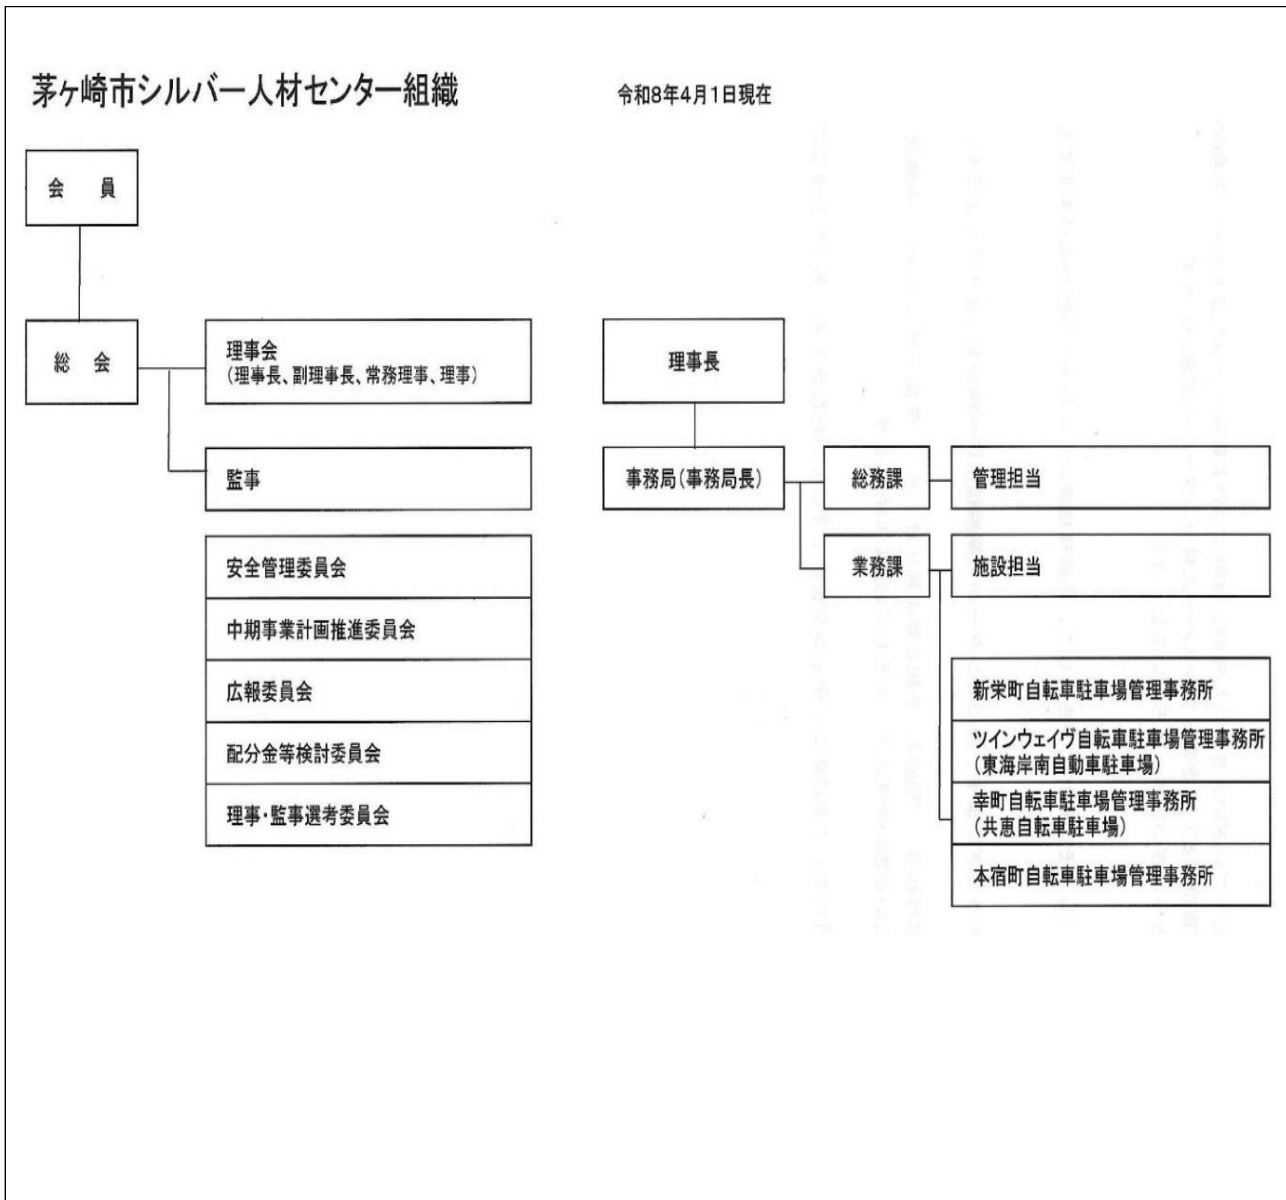 茅ヶ崎市シルバー人材センター組織
令和8年4月1日現在
会　員
総　会
理事会
(理事長、副理事長、常務理事、理事)
監事
安全管理委員会
中期事業計画推進委員会
広報委員会
配分金等検討委員会
理事・監事選考委員会
理事長
事務局(事務局長)
総務課
管理担当
業務課
施設担当
新栄町自転車駐車場管理事務所
ツインウェイヴ自転車駐車場管理事務所
(東海岸南自動車駐車場)
幸町自転車駐車場管理事務所
(共恵自転車駐車場)
本宿町自転車駐車場管理事務所